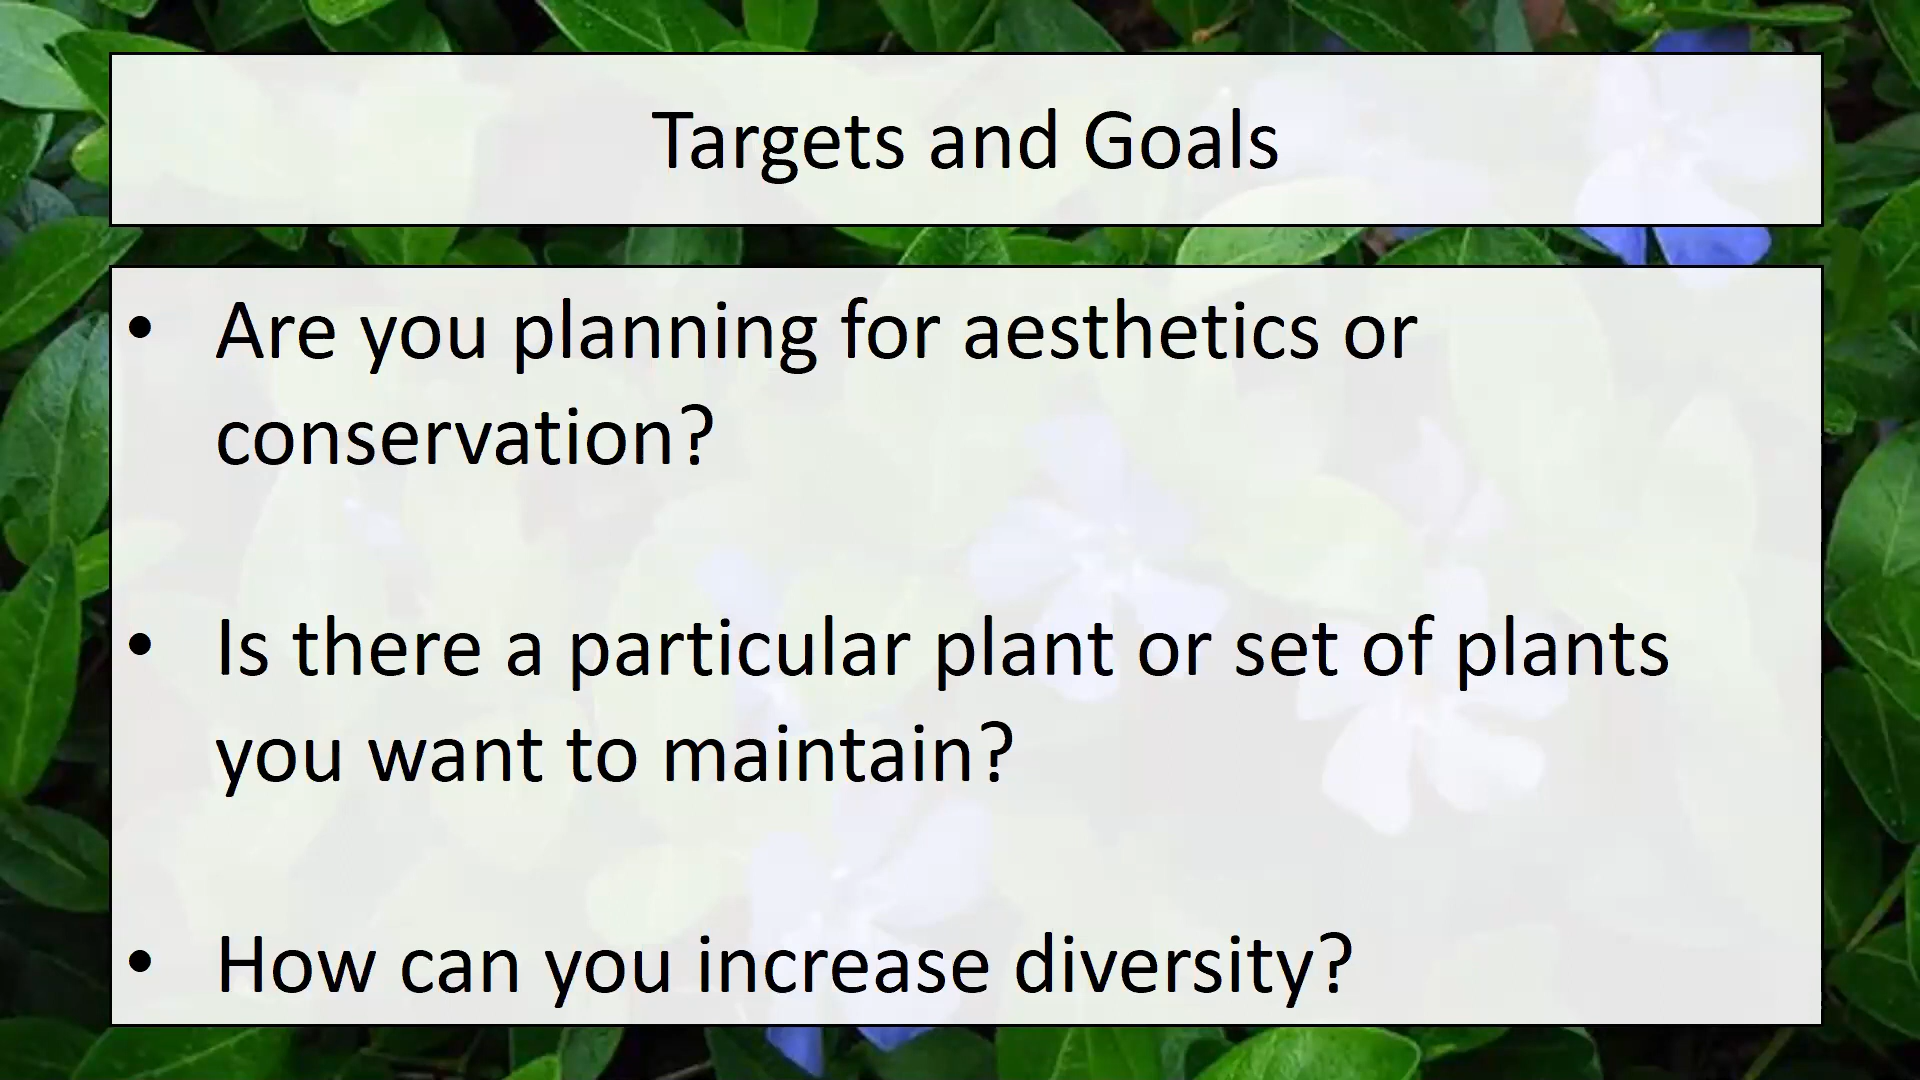 Targets and Goals
• Are you planning for aesthetics or
conservation?
• Is there a particular plant or set of plants
you want to maintain?
• How can you increase diversity?